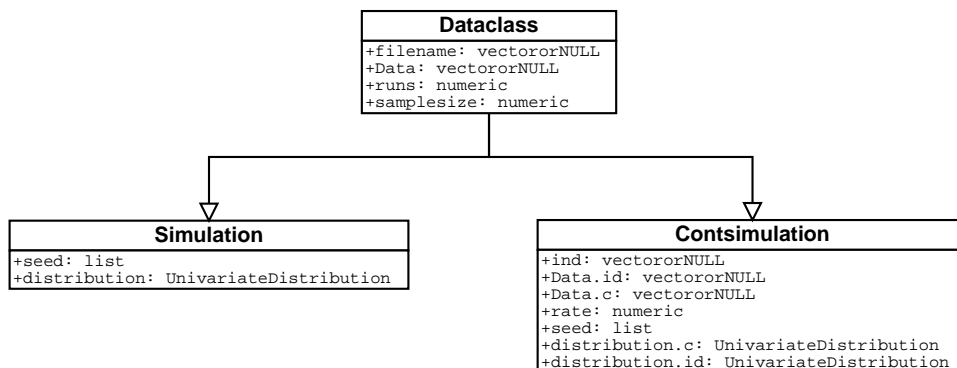 Dataclass
+filename: vectororNULL
+Data: vectororNULL
+runs: numeric
+samplesize: numeric
Simulation
+seed: list
+distribution: UnivariateDistribution
Contsimulation
+ind: vectororNULL
+Data.id: vectororNULL
+Data.c: vectororNULL
+rate: numeric
+seed: list
+distribution.c: UnivariateDistribution
+distribution.id: UnivariateDistribution